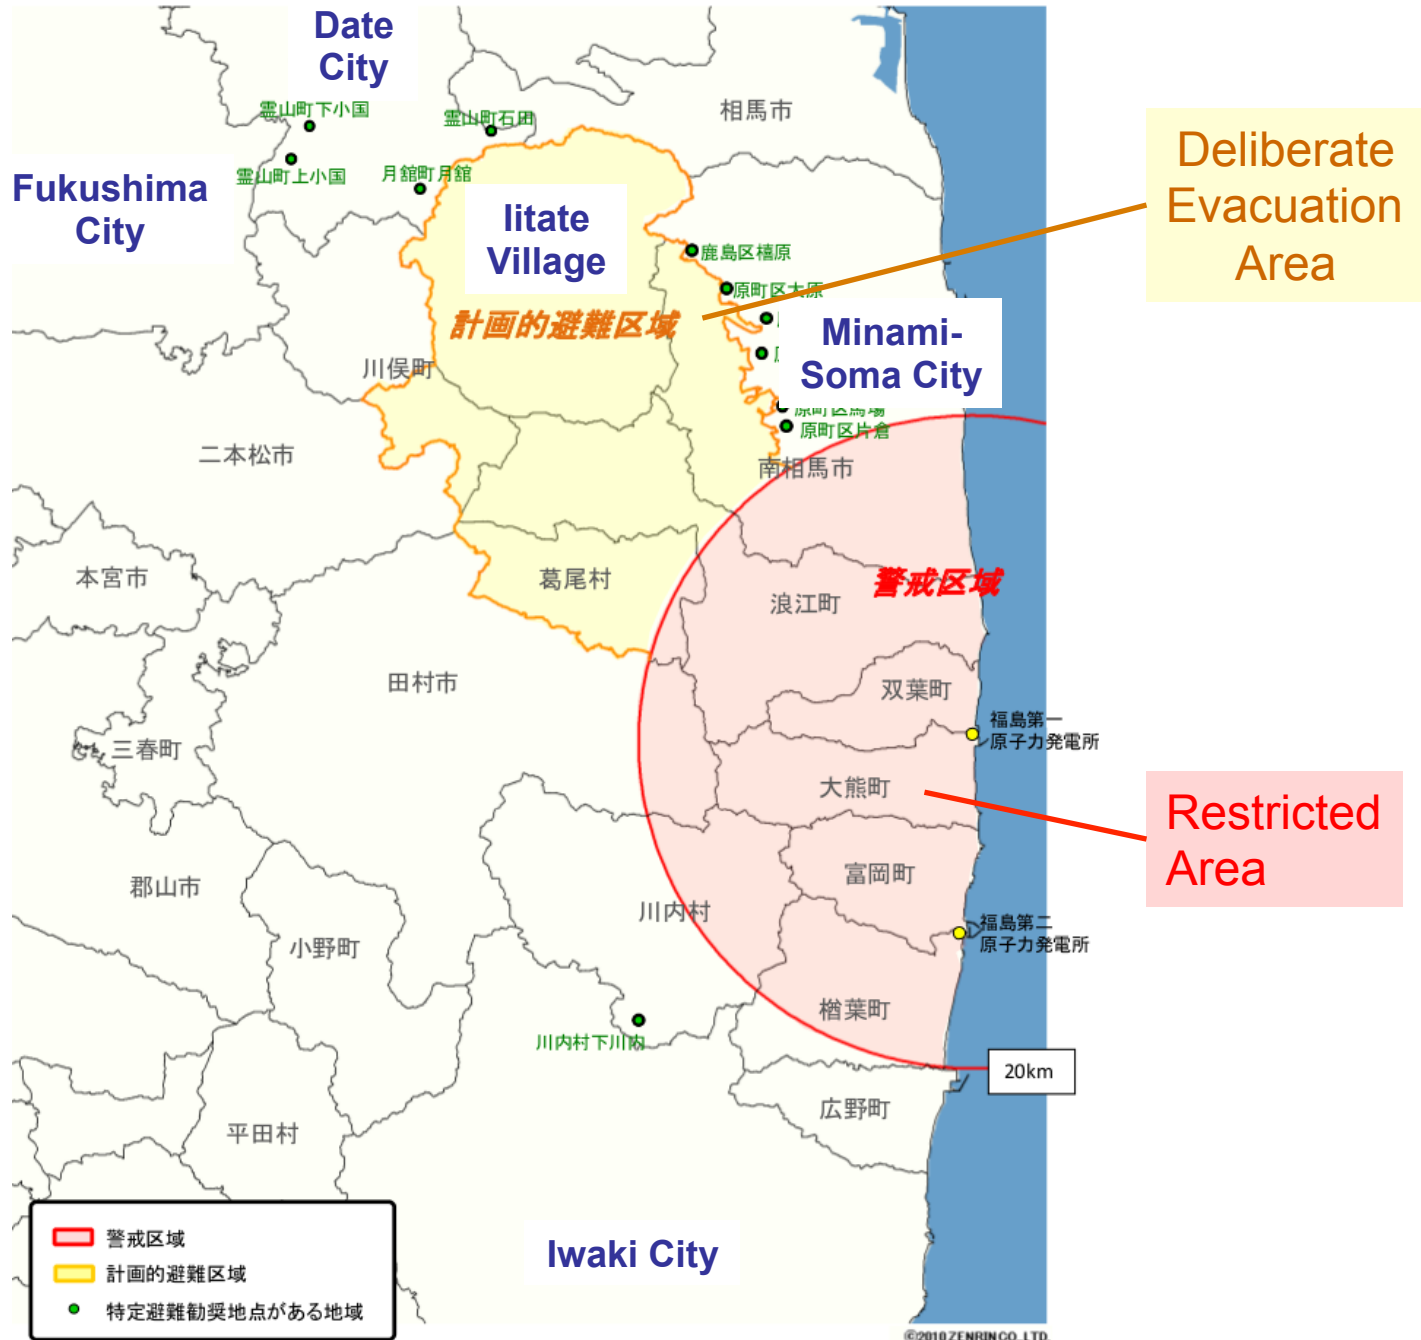 Date
City
霊山町下小国
霊山町石田
相馬市
霊山町上小国
月舘町月舘
Fukushima
City
Iitate
Village
Deliberate
Evacuation
Area
鹿島区橲原
原町区大原
計画的避難区域
Minami-
Soma City
川俣町
原町区馬場
原町区片倉
二本松市
南相馬市
本宮市
葛尾村
警戒区域
浪江町
田村市
双葉町
福島第一
原子力発電所
三春町
大熊町
Restricted
Area
富岡町
郡山市
川内村
福島第二
原子力発電所
小野町
楢葉町
川内村下川内
20km
広野町
平田村
警戒区域
計画的避難区域
特定避難勧奨地点がある地域
Iwaki City
©2010 ZENRIN CO., LTD.